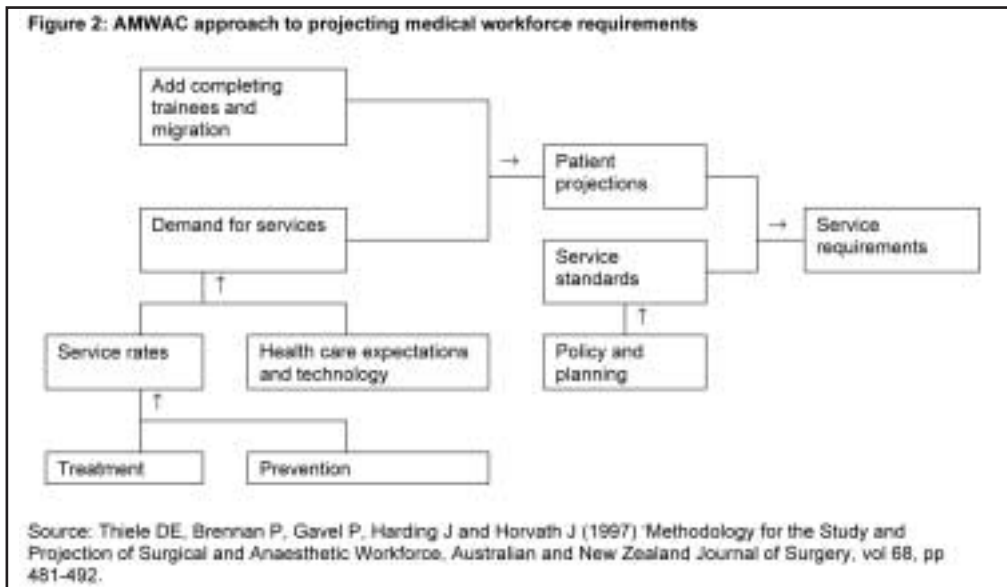 Figure 2: AMWAC approach to projecting medical workforce requirements
Add completing
trainees and
migration
→
Patient
projections
Demand for services
→
Service
requirements
Service
standards
↑
↑
Service rates
Health care expectations
and technology
Policy and
planning
↑
Treatment
Prevention
Source: Thiele DE, Brennan P, Gavel P, Harding J and Horvath J (1997) 'Methodology for the Study and
Projection of Surgical and Anaesthetic Workforce, Australian and New Zealand Journal of Surgery, vol 68, pp
481-492.